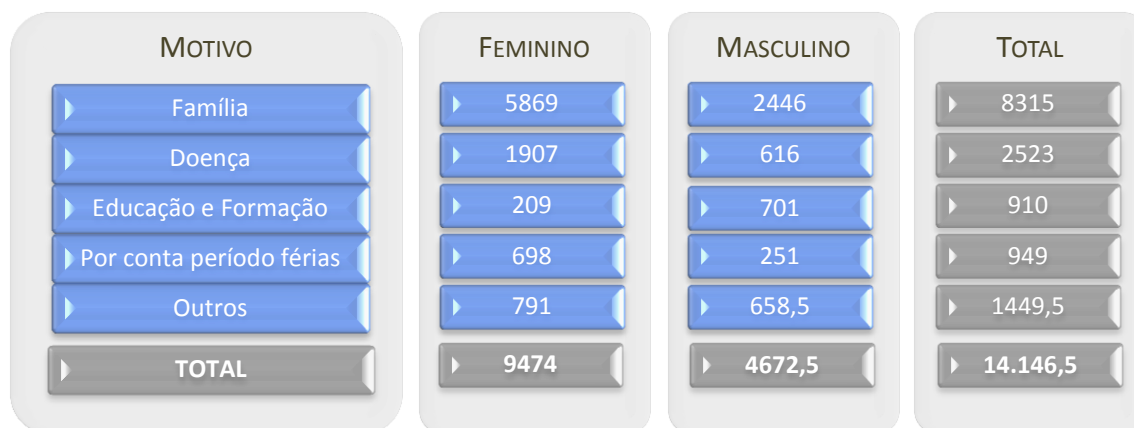 MOTIVO FEMININO MASCULINO TOTAL
Família 5869 2446 8315
Doença 1907 616 2523
Educação e Formação 209 701 910
Por conta período férias 698 251 949
Outros 791 658,5 1449,5
TOTAL 9474 4672,5 14.146,5